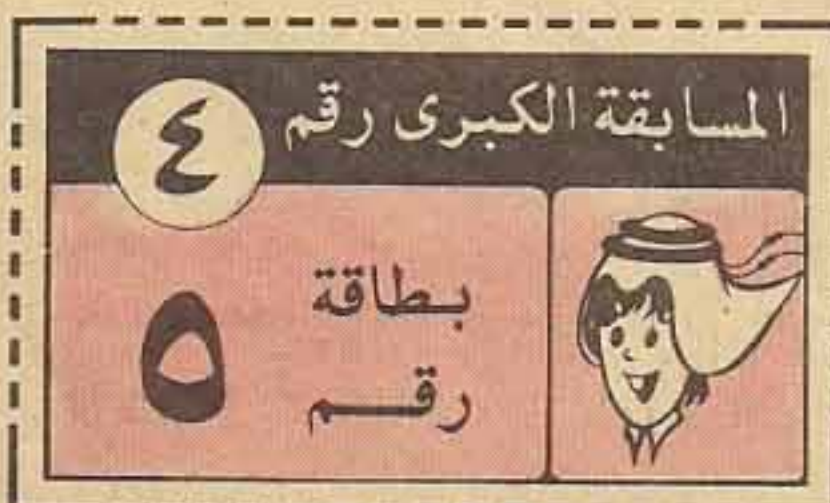 المسابقة الكبرى رقم ٤
بطاقة
رقم ٥